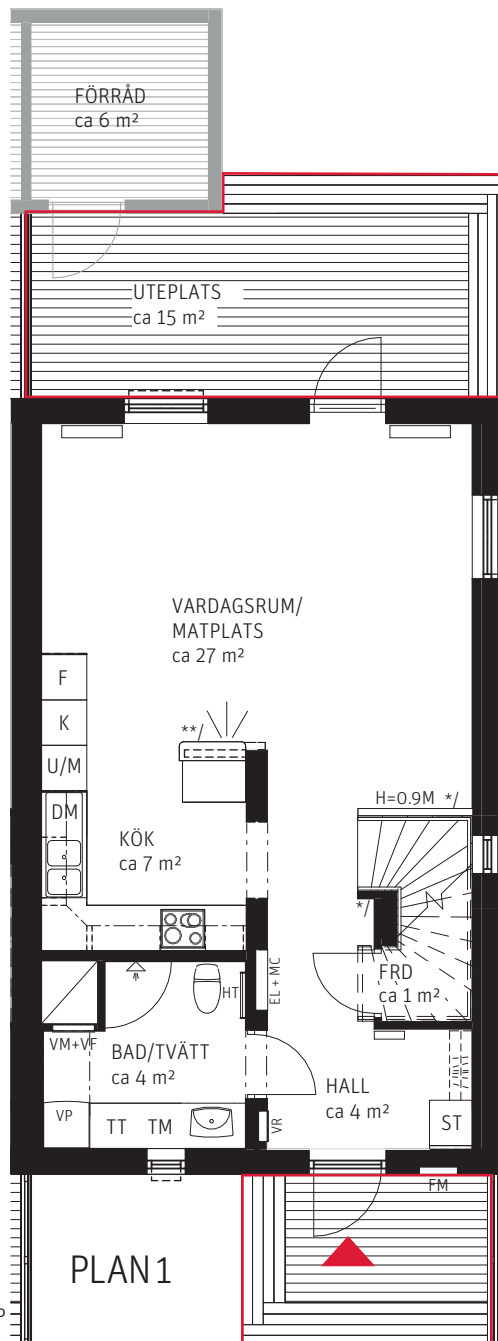 FÖRRÅD
ca 6 m²
UTEPLATS
ca 15 m²
VARDAGSRUM/
MATPLATS
ca 27 m²
F
K
**/
U/M
H=0.9M */
DM
KÖK
ca 7 m²
*/
FRD
ca 1 m²
EL + MC
HT
VM+VF
BAD/TVÄTT
ca 4 m²
HALL
ca 4 m²
VP
TT TM
VR
ST
FM
PLAN1